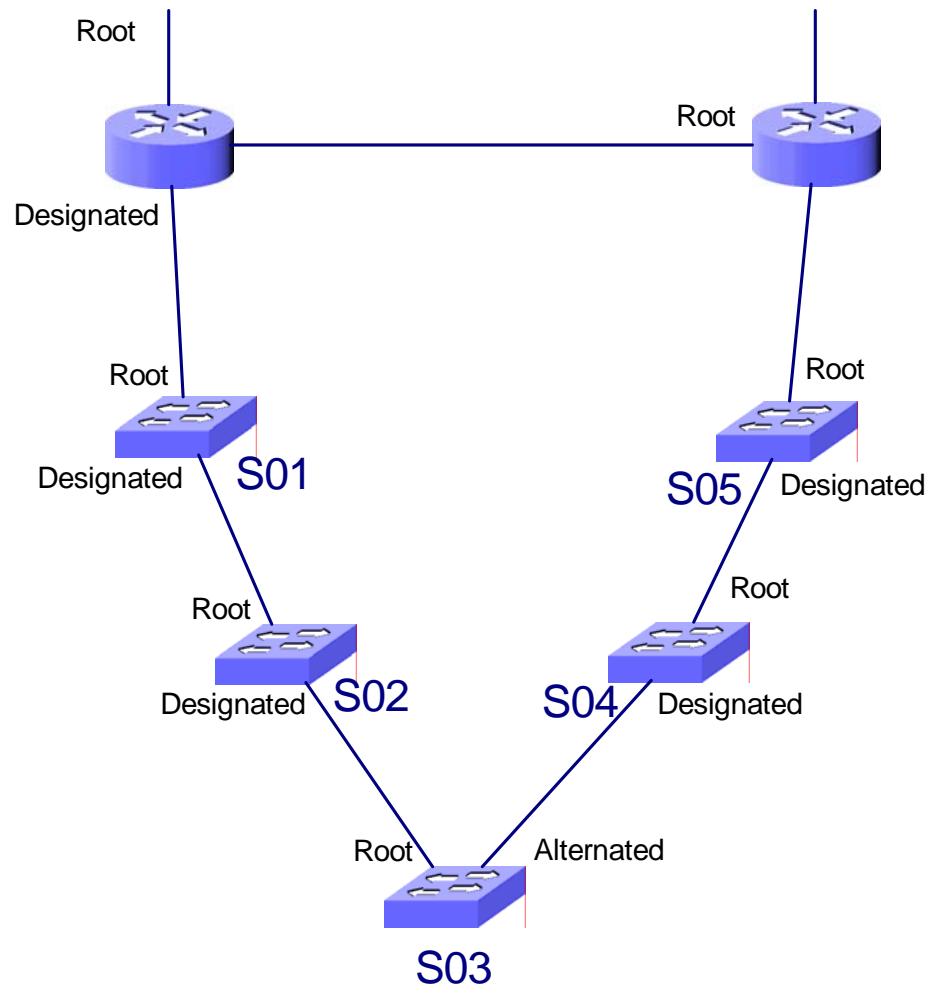 Root
Root
Designated
Root
Root
Designated
S01
S05
Designated
Root
Root
Designated
S02
S04
Designated
Root
Alternated
S03